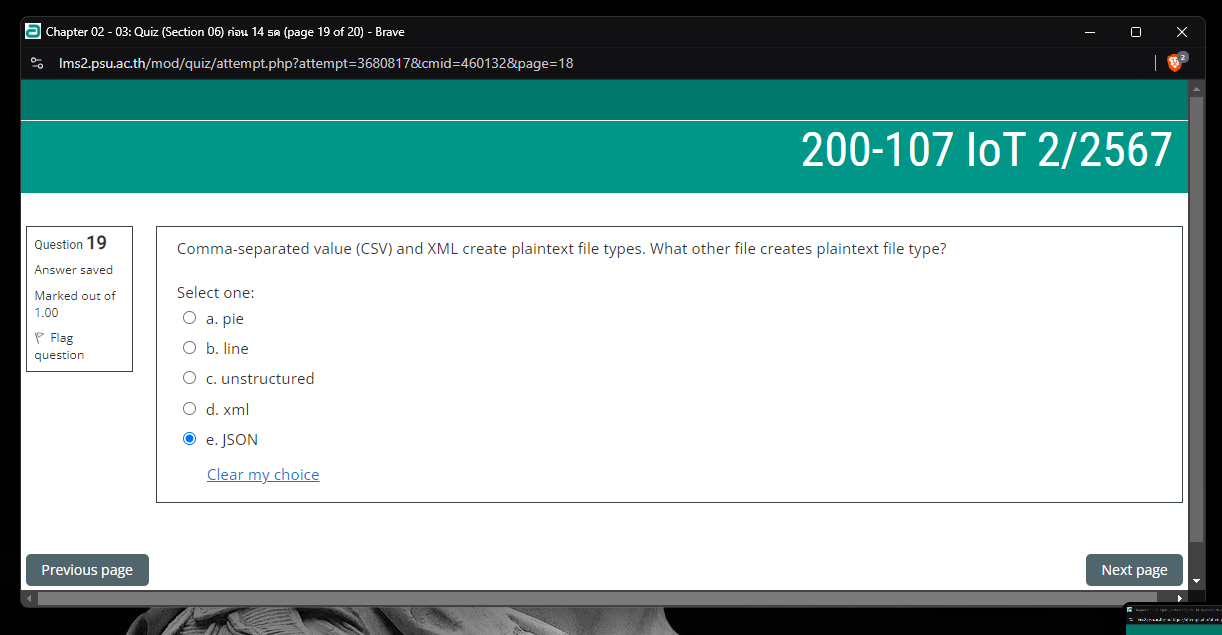 Chapter 02 - 03: Quiz (Section 06) ก่อน 14 ธค (page 19 of 20) - Brave
lms2.psu.ac.th/mod/quiz/attempt.php?attempt=3680817&cmid=460132&page=18
2
200-107 IoT 2/2567
Question 19
Answer saved
Marked out of
1.00
Flag
question
Comma-separated value (CSV) and XML create plaintext file types. What other file creates plaintext file type?
Select one:
a. pie
b. line
c. unstructured
d. xml
e. JSON
Clear my choice
Previous page
Next page